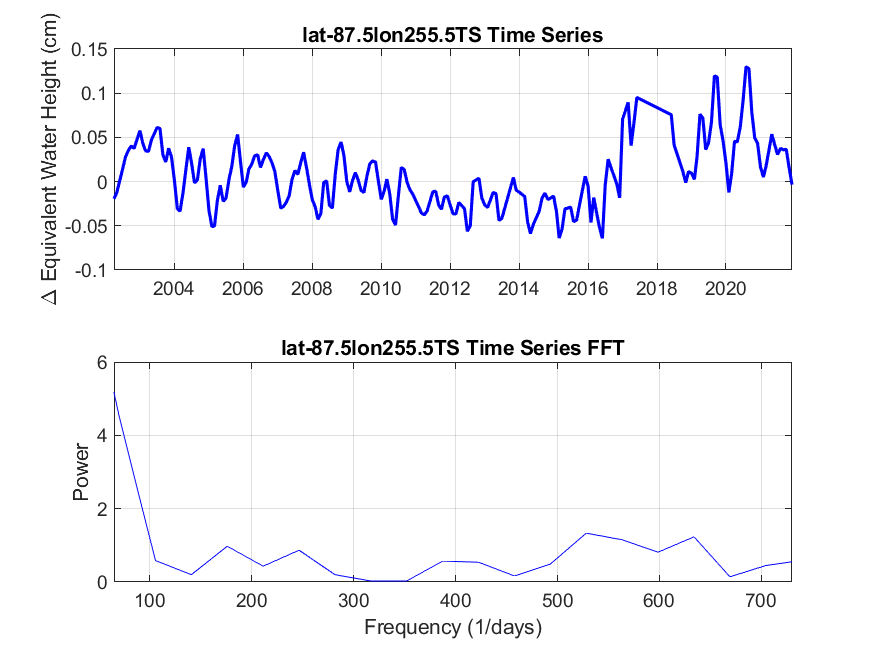 lat-87.5lon255.5TS Time Series
Δ Equivalent Water Height (cm)
0.15
0.1
0.05
0
-0.05
-0.1
2004 2006 2008 2010 2012 2014 2016 2018 2020
lat-87.5lon255.5TS Time Series FFT
Power
6
4
2
0
100 200 300 400 500 600 700
Frequency (1/days)